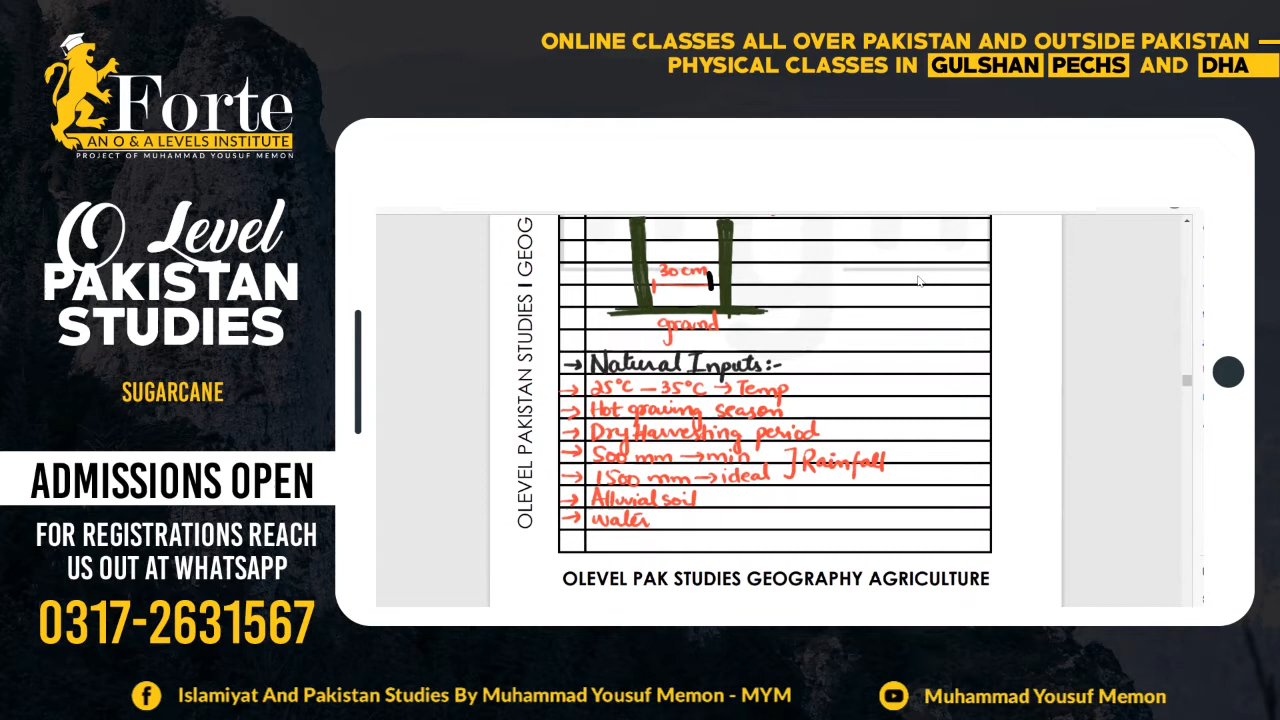 ONLINE CLASSES ALL OVER PAKISTAN AND OUTSIDE PAKISTAN
PHYSICAL CLASSES IN GULSHAN PECHS AND DHA
Forte
AN O & A LEVELS INSTITUTE
PROJECT OF MUHAMMAD YOUSUF MEMON
O Level
PAKISTAN
STUDIES
SUGARCANE
ADMISSIONS OPEN
FOR REGISTRATIONS REACH
US OUT AT WHATSAPP
0317-2631567
OLEVEL PAKISTAN STUDIES I GEOG
30cm
ground
→ Natural Inputs:-
→ 25°C – 35°C → Temp
→ Hot growing season
→ Dry Harvesting period
→ 500 mm → min ] Rainfall
→ 1500 mm → ideal
→ Alluvial soil
→ water
OLEVEL PAK STUDIES GEOGRAPHY AGRICULTURE
Islamiyat And Pakistan Studies By Muhammad Yousuf Memon - MYM
Muhammad Yousuf Memon